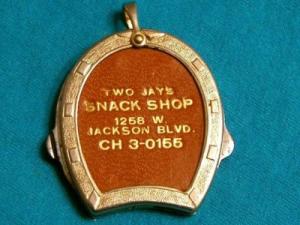 TWO JAYS
SNACK SHOP
1258 W.
JACKSON BLVD.
CH 3-0155